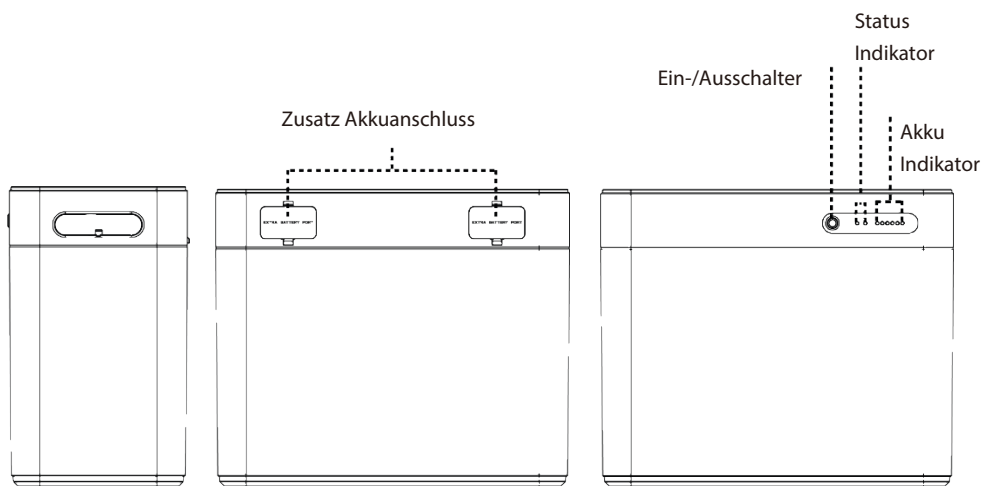 Status
Indikator
Ein-/Ausschalter
Zusatz Akkuanschluss
Akku
Indikator
EXTRA BATTERY PORT
EXTRA BATTERY PORT